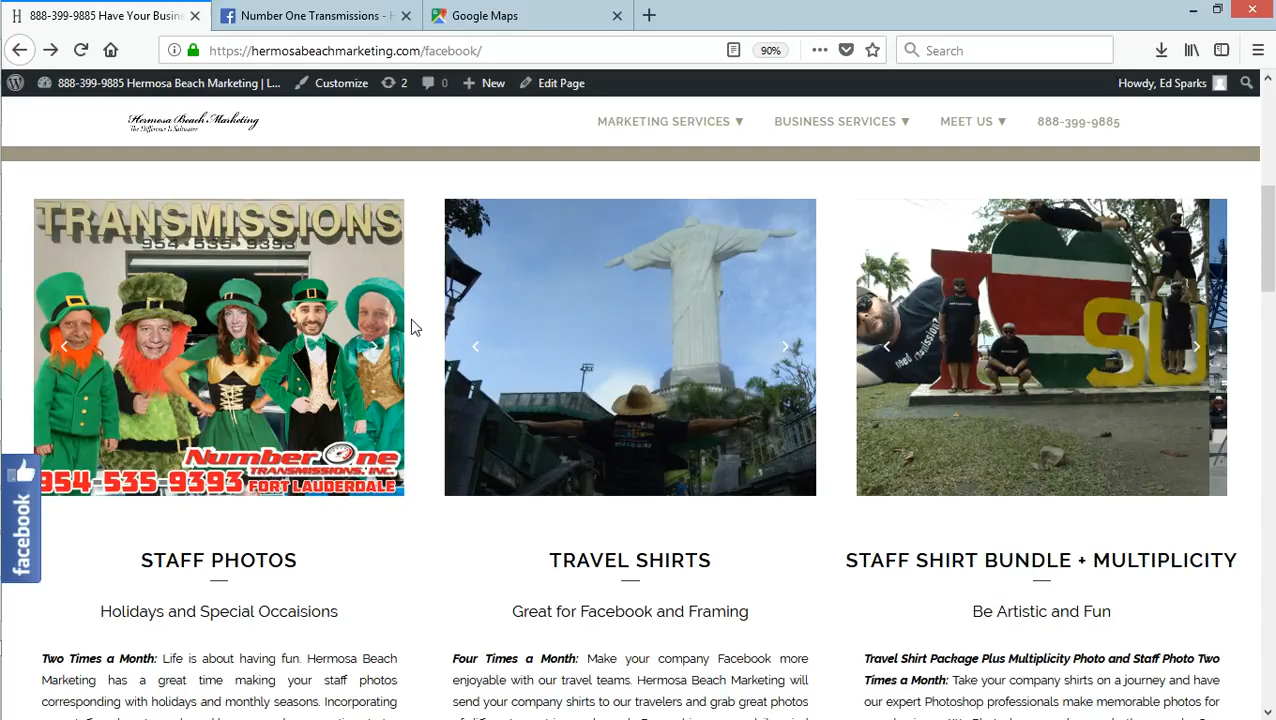 888-399-9885 Have Your Busine
Number One Transmissions - H
Google Maps
https://hermosabeachmarketing.com/facebook/
90%
Search
888-399-9885 Hermosa Beach Marketing | L...
Customize
2
0
New
Edit Page
Howdy, Ed Sparks
Hermosa Beach Marketing
The Difference Is Saltwater
MARKETING SERVICES ▼
BUSINESS SERVICES ▼
MEET US ▼
888-399-9885
TRANSMISSIONS
954-535-9393
Number One
TRANSMISSIONS, INC.
954-535-9393 FORT LAUDERDALE
I
SU
facebook
STAFF PHOTOS
TRAVEL SHIRTS
STAFF SHIRT BUNDLE + MULTIPLICITY
Holidays and Special Occaisions
Great for Facebook and Framing
Be Artistic and Fun
Two Times a Month: Life is about having fun. Hermosa Beach
Marketing has a great time making your staff photos
corresponding with holidays and monthly seasons. Incorporating
Four Times a Month: Make your company Facebook more
enjoyable with our travel teams. Hermosa Beach Marketing will
send your company shirts to our travelers and grab great photos
Travel Shirt Package Plus Multiplicity Photo and Staff Photo Two
Times a Month: Take your company shirts on a journey and have
our expert Photoshop professionals make memorable photos for